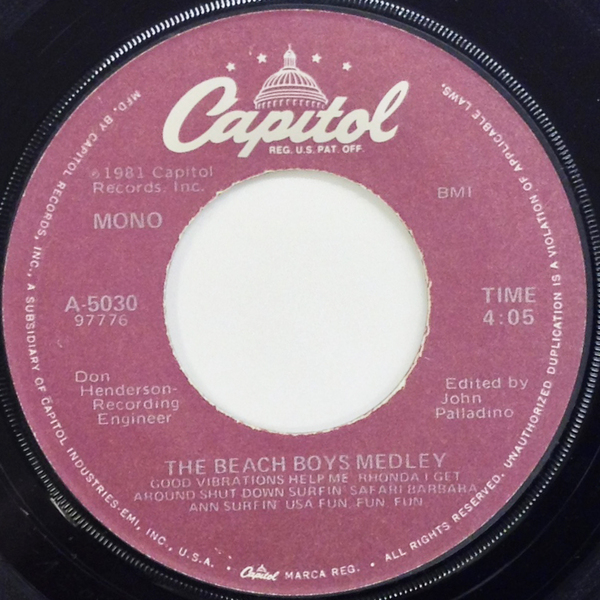 Capitol
REG. U.S. PAT. OFF.
℗1981 Capitol
Records, Inc.
MONO
BMI
A-5030
97776
TIME
4:05
Don
Henderson-
Recording
Engineer
Edited by
John
Palladino
THE BEACH BOYS MEDLEY
GOOD VIBRATIONS HELP ME, RHONDA I GET
AROUND SHUT DOWN SURFIN' SAFARI BARBARA
ANN SURFIN' USA FUN, FUN, FUN
MFD. BY CAPITOL RECORDS, INC., A SUBSIDIARY OF CAPITOL INDUSTRIES-EMI, INC., U.S.A. • Capitol MARCA REG. • ALL RIGHTS RESERVED. UNAUTHORIZED DUPLICATION IS A VIOLATION OF APPLICABLE LAWS.